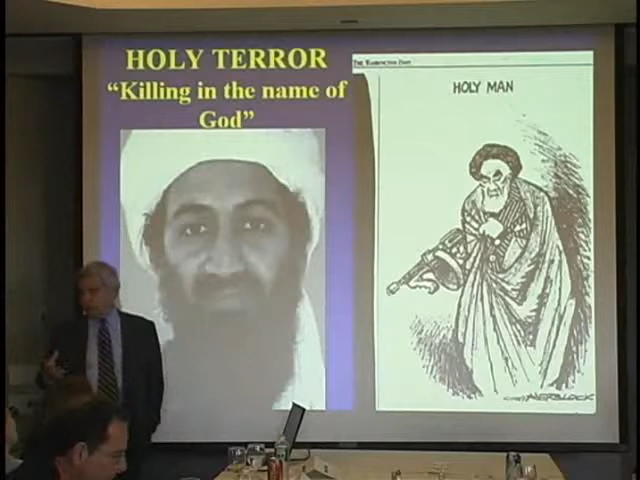 HOLY TERROR
“Killing in the name of
God”
THE WASHINGTON POST
HOLY MAN
HERBLOCK